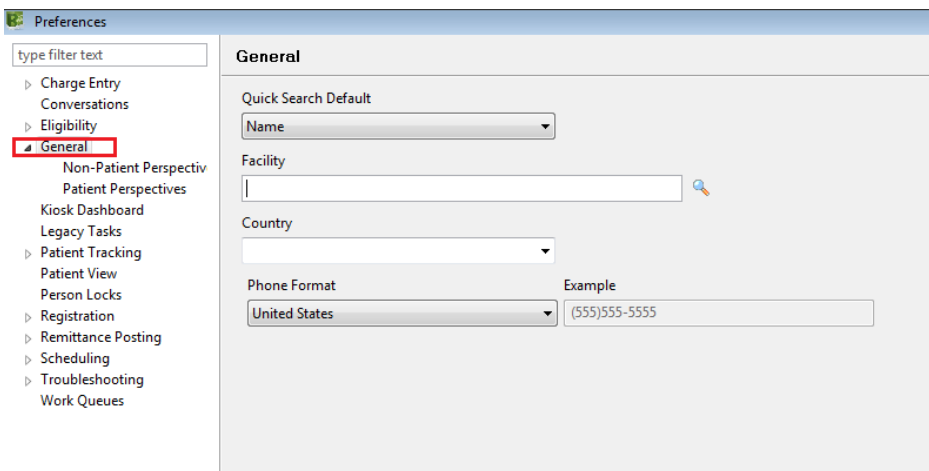 Preferences
type filter text
Charge Entry
Conversations
Eligibility
General
Non-Patient Perspectiv
Patient Perspectives
Kiosk Dashboard
Legacy Tasks
Patient Tracking
Patient View
Person Locks
Registration
Remittance Posting
Scheduling
Troubleshooting
Work Queues
General
Quick Search Default
Name
Facility
Country
Phone Format Example
United States (555)555-5555